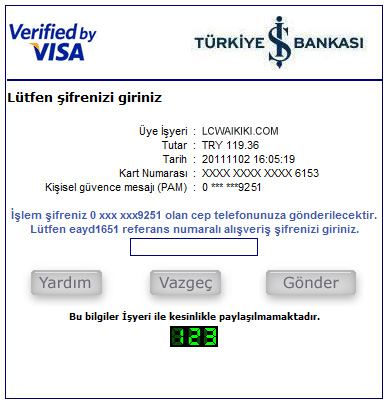 Verified by
VISA
TÜRKİYE İŞ BANKASI
Lütfen şifrenizi giriniz
Üye İşyeri : LCWAIKIKI.COM
Tutar : TRY 119.36
Tarih : 20111102 16:05:19
Kart Numarası : XXXX XXXX XXXX 6153
Kişisel güvence mesajı (PAM) : 0 *** ***9251
İşlem şifreniz 0 xxx xxx9251 olan cep telefonunuza gönderilecektir.
Lütfen eayd1651 referans numaralı alışveriş şifrenizi giriniz.
Yardım Vazgeç Gönder
Bu bilgiler İşyeri ile kesinlikle paylaşılmamaktadır.
123